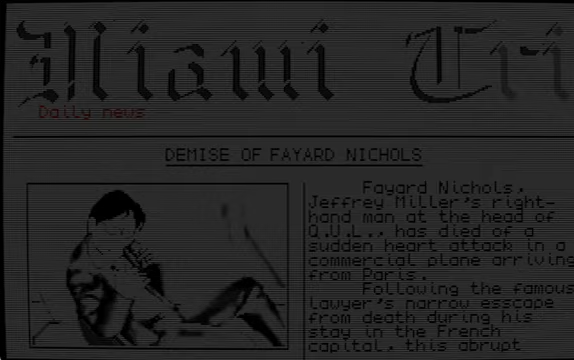 Miami Tri
Daily news
DEMISE OF FAYARD NICHOLS
Fayard Nichols,
Jeffrey Miller's right-
hand man at the head of
Q.U.L., has died of a
sudden heart attack in a
commercial plane arriving
from Paris.
Following the famous
lawyer's narrow esscape
from death during his
stay in the French
capital, this abrupt